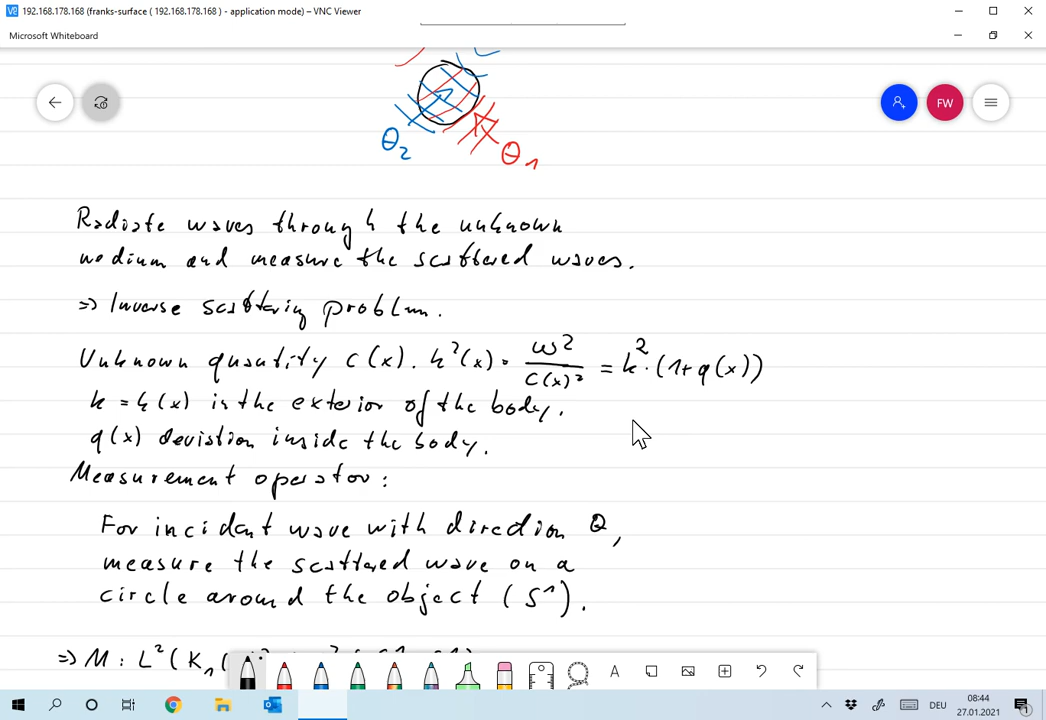 192.168.178.168 (franks-surface ( 192.168.178.168 ) - application mode) – VNC Viewer
Microsoft Whiteboard
FW
θ₂
θ₁
Radiate waves through the unknown
medium and measure the scattered waves.
=> Inverse scattering problem.
Unknown quantity c(x). k²(x) = ω² / c(x)² = k² · (1+q(x))
k = k(x) is the exterior of the body.
q(x) deviation inside the body.
Measurement operator:
For incident wave with direction θ,
measure the scattered wave on a
circle around the object (S¹).
=> M : L²(K₁(
A
DEU
08:44
27.01.2021